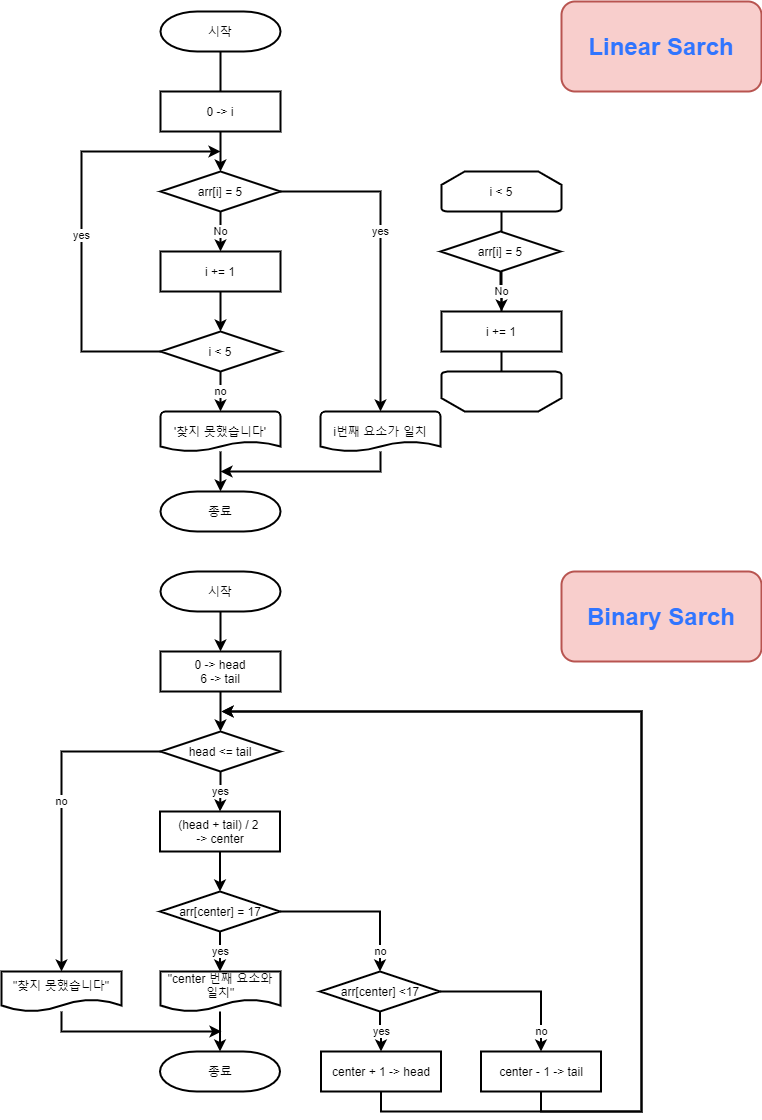 시작
Linear Sarch
0 -> i
arr[i] = 5
yes
yes
No
i += 1
i < 5
no
'찾지 못했습니다'
i번째 요소가 일치
종료
i < 5
arr[i] = 5
No
i += 1
시작
Binary Sarch
0 -> head
6 -> tail
head <= tail
no
yes
(head + tail) / 2
-> center
arr[center] = 17
yes
no
"찾지 못했습니다"
"center 번째 요소와
일치"
arr[center] <17
yes
no
종료
center + 1 -> head
center - 1 -> tail